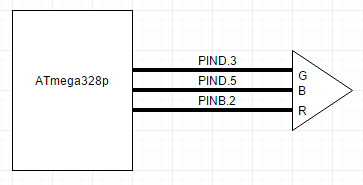 ATmega328p
PIND.3
PIND.5
PINB.2
G
B
R